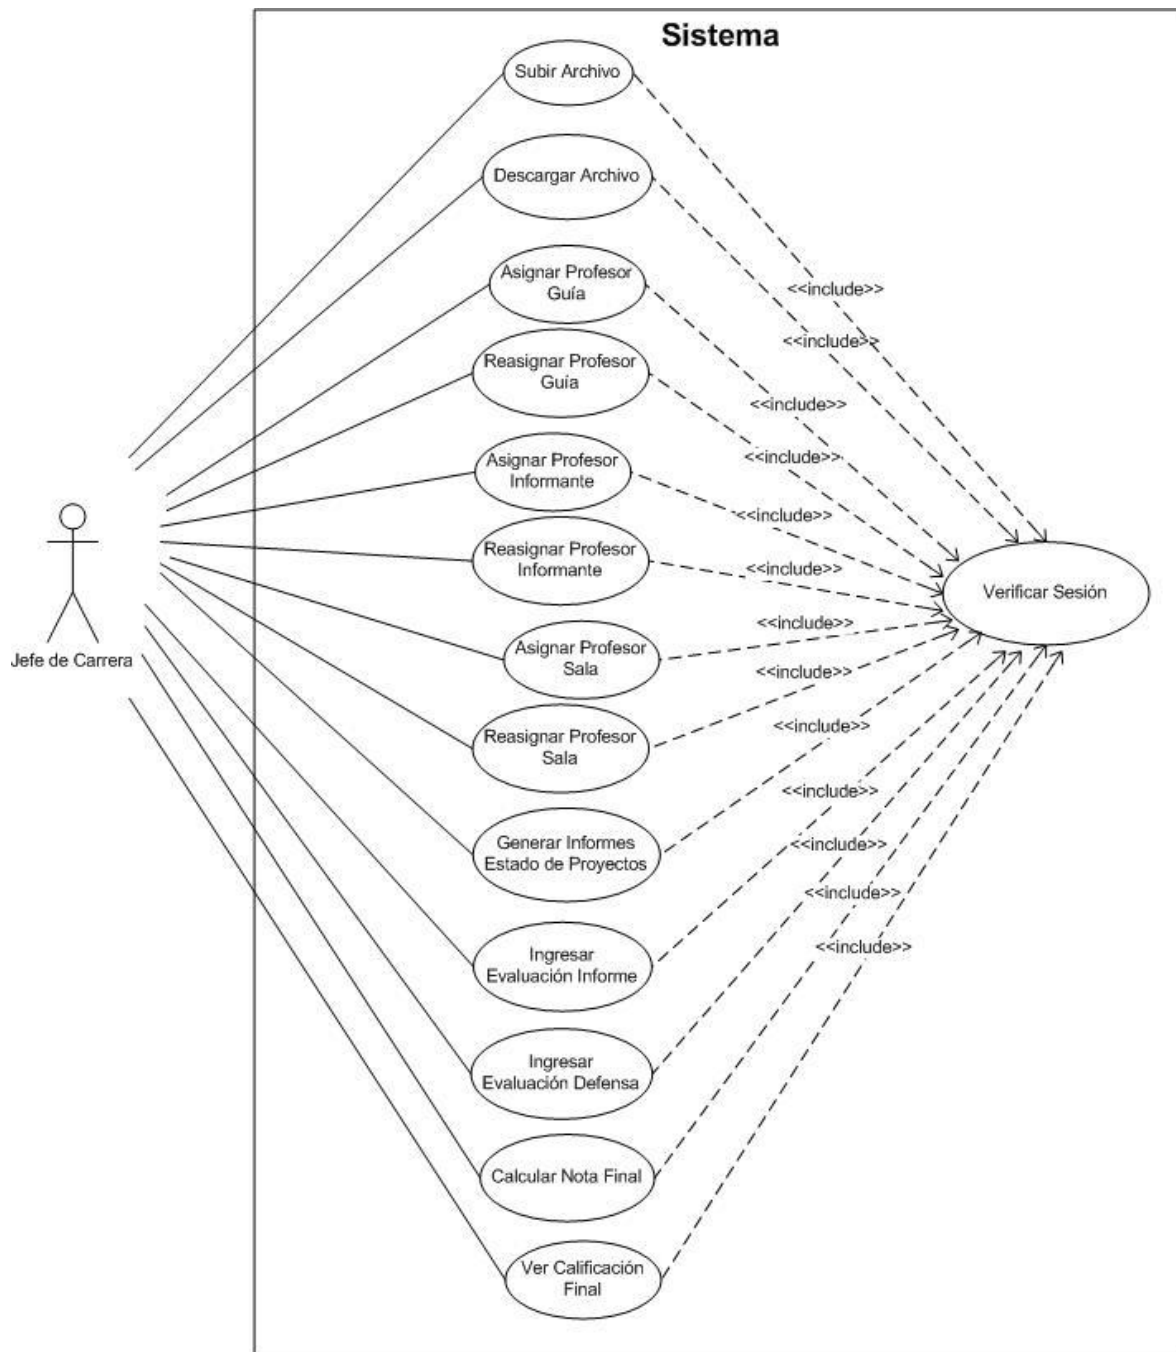 Sistema
Subir Archivo
Descargar Archivo
Asignar Profesor
Guía
<<include>>
<<include>>
Reasignar Profesor
Guía
<<include>>
<<include>>
Asignar Profesor
Informante
<<include>>
Reasignar Profesor
Informante
<<include>>
Verificar Sesión
Jefe de Carrera
Asignar Profesor
Sala
<<include>>
<<include>>
Reasignar Profesor
Sala
<<include>>
<<include>>
Generar Informes
Estado de Proyectos
<<include>>
<<include>>
Ingresar
Evaluación Informe
<<include>>
Ingresar
Evaluación Defensa
Calcular Nota Final
Ver Calificación
Final